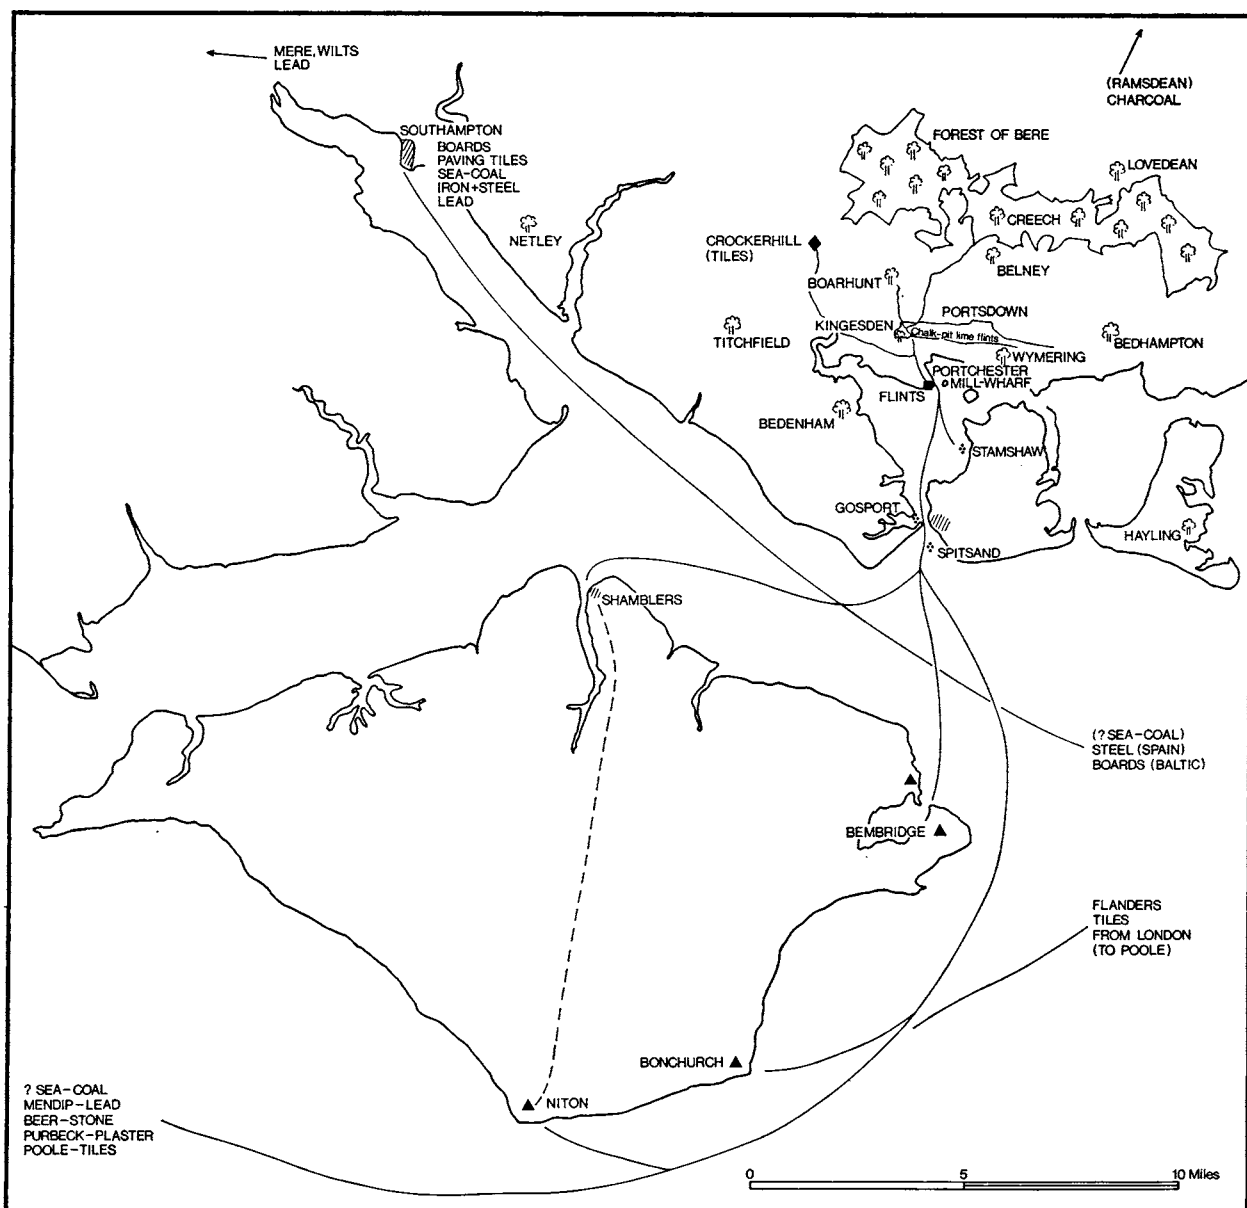 MERE, WILTS
LEAD
(RAMSDEAN)
CHARCOAL
SOUTHAMPTON
BOARDS
PAVING TILES
SEA-COAL
IRON+STEEL
LEAD
FOREST OF BERE
LOVEDEAN
NETLEY
CREECH
CROCKERHILL
(TILES)
BELNEY
BOARHUNT
PORTSDOWN
KINGESDEN
Chalk-pit lime flints
TITCHFIELD
BEDHAMPTON
WYMERING
PORTCHESTER
MILL-WHARF
FLINTS
BEDENHAM
STAMSHAW
GOSPORT
HAYLING
SPITSAND
SHAMBLERS
(?SEA-COAL)
STEEL (SPAIN)
BOARDS (BALTIC)
BEMBRIDGE
FLANDERS
TILES
FROM LONDON
(TO POOLE)
BONCHURCH
NITON
? SEA-COAL
MENDIP-LEAD
BEER-STONE
PURBECK-PLASTER
POOLE-TILES
0 5 10 Miles